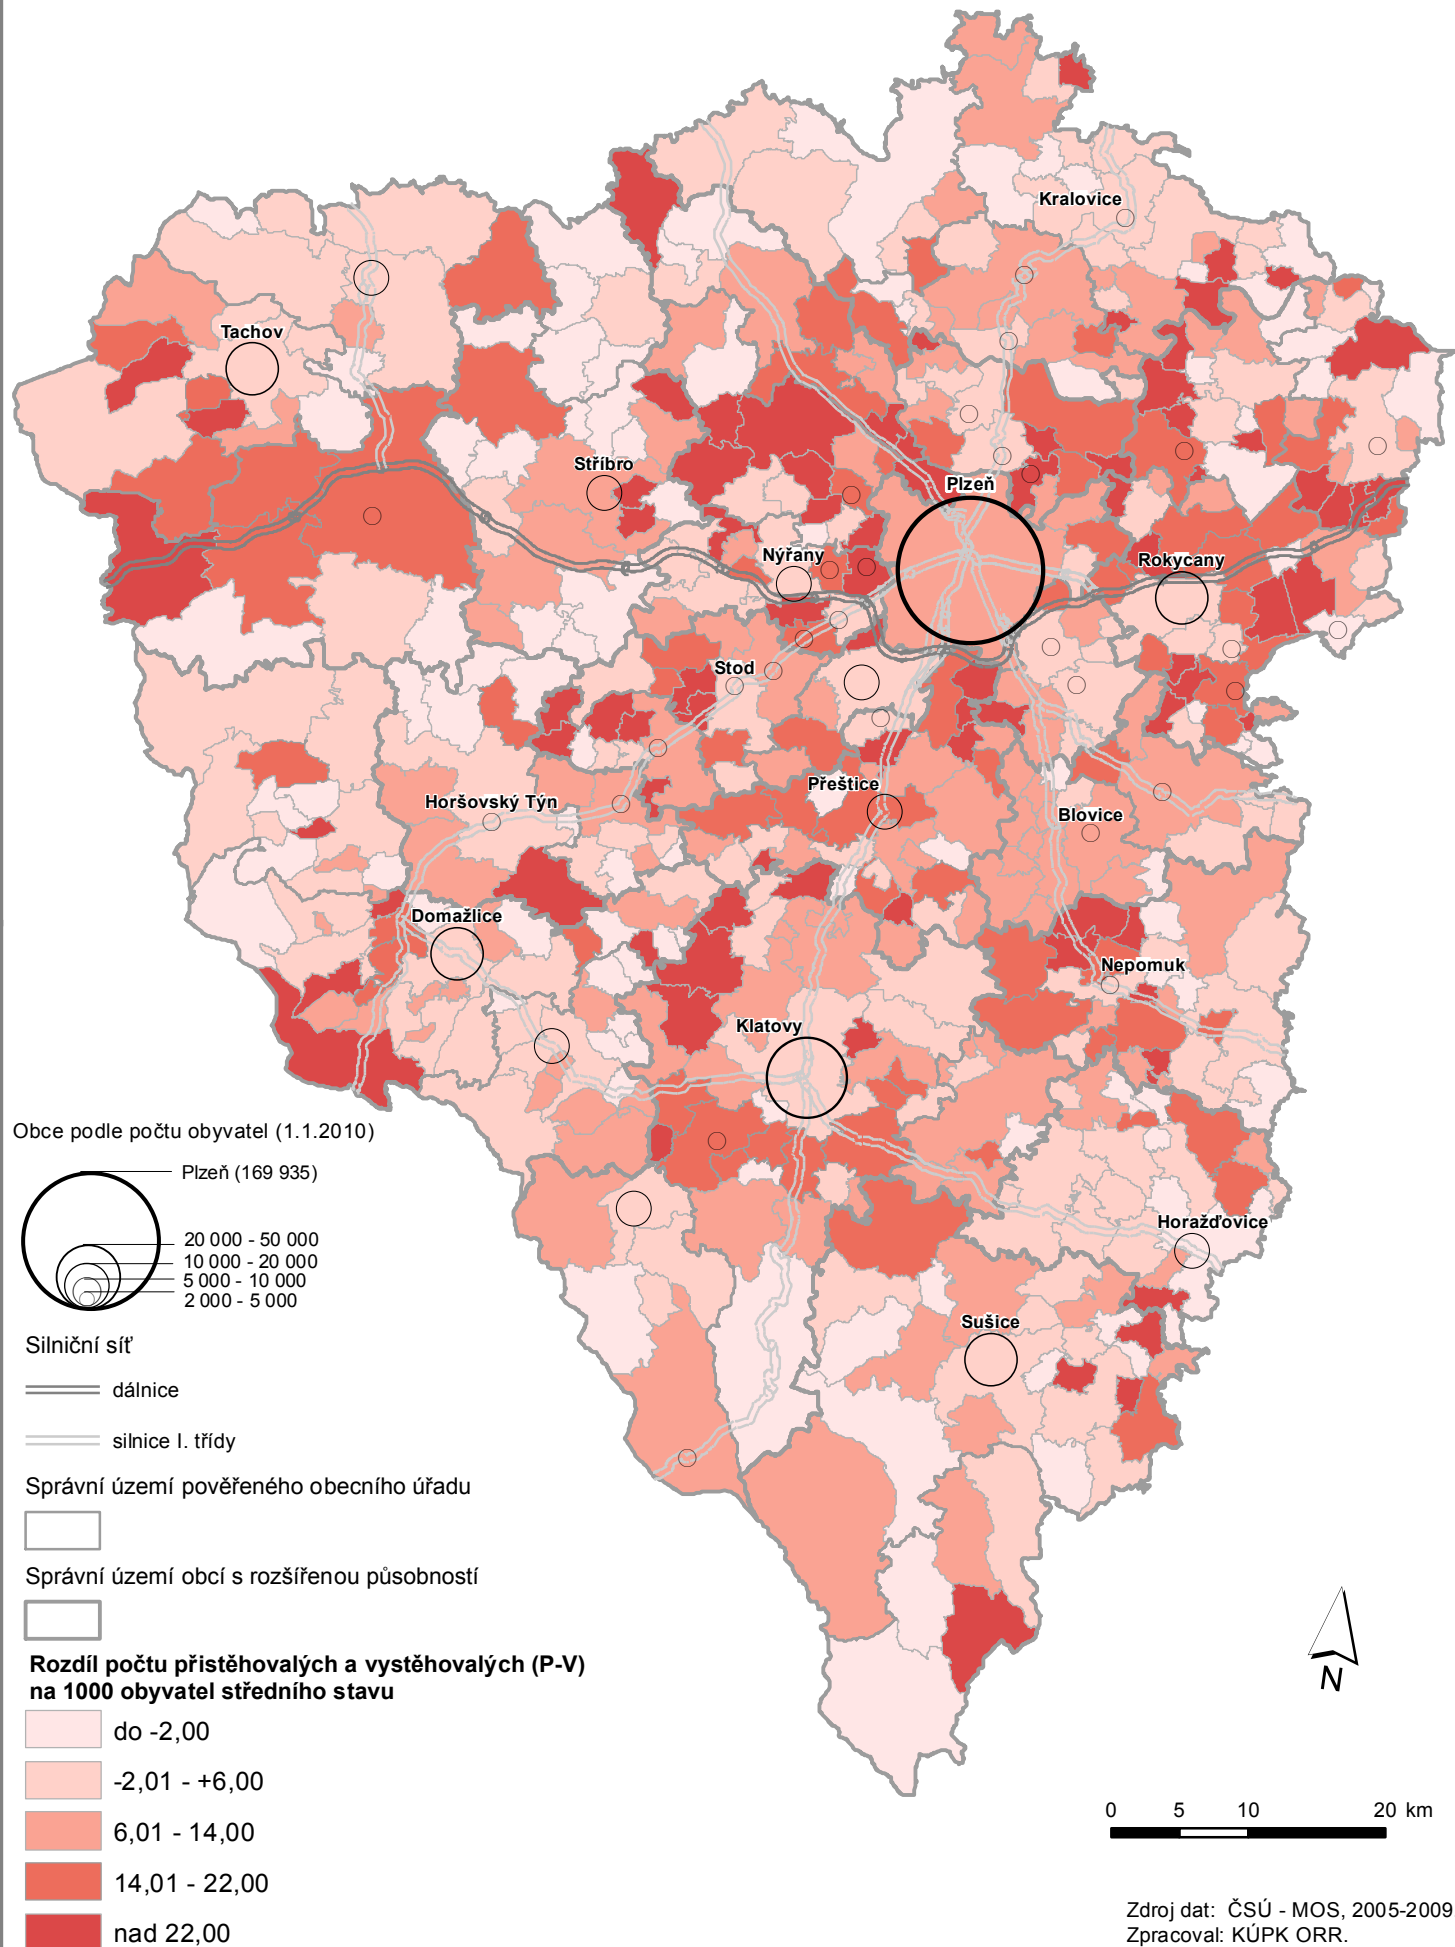 Kralovice
Tachov
Stříbro
Plzeň
Nýřany
Rokycany
Stod
Přeštice
Horšovský Týn
Blovice
Domažlice
Nepomuk
Klatovy
Horažďovice
Sušice
Obce podle počtu obyvatel (1.1.2010)
Plzeň (169 935)
20 000 - 50 000
10 000 - 20 000
5 000 - 10 000
2 000 - 5 000
Silniční síť
dálnice
silnice I. třídy
Správní území pověřeného obecního úřadu
Správní území obcí s rozšířenou působností
Rozdíl počtu přistěhovalých a vystěhovalých (P-V)
na 1000 obyvatel středního stavu
do -2,00
-2,01 - +6,00
6,01 - 14,00
14,01 - 22,00
nad 22,00
N
0 5 10 20 km
Zdroj dat: ČSÚ - MOS, 2005-2009
Zpracoval: KÚPK ORR.